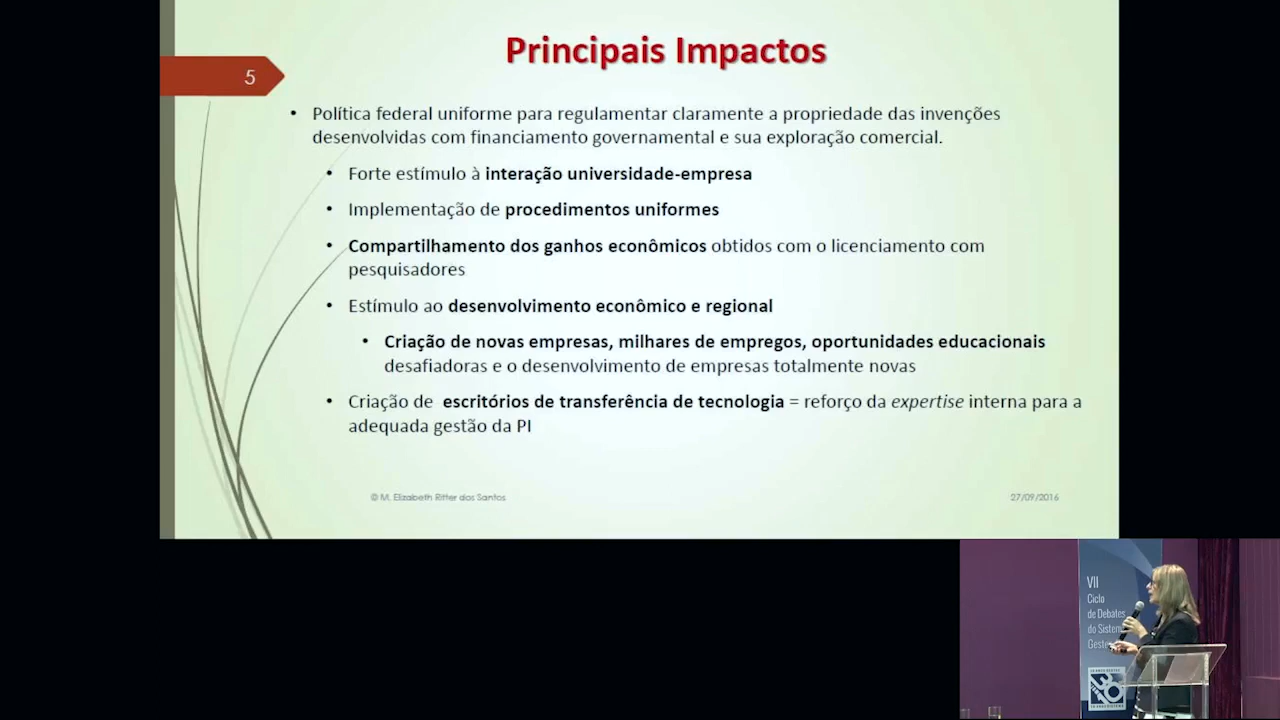 Principais Impactos
5
• Política federal uniforme para regulamentar claramente a propriedade das invenções
desenvolvidas com financiamento governamental e sua exploração comercial.
• Forte estímulo à interação universidade-empresa
• Implementação de procedimentos uniformes
• Compartilhamento dos ganhos econômicos obtidos com o licenciamento com
pesquisadores
• Estímulo ao desenvolvimento econômico e regional
• Criação de novas empresas, milhares de empregos, oportunidades educacionais
desafiadoras e o desenvolvimento de empresas totalmente novas
• Criação de escritórios de transferência de tecnologia = reforço da expertise interna para a
adequada gestão da PI
© M. Elizabeth Ritter dos Santos
27/09/2016
VII
Ciclo
de Debates
do Sistem